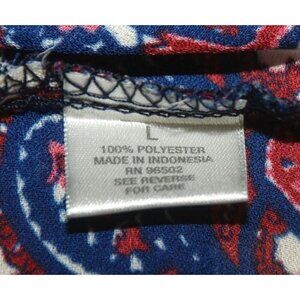 L
100% POLYESTER
MADE IN INDONESIA
RN 96502
SEE REVERSE
FOR CARE